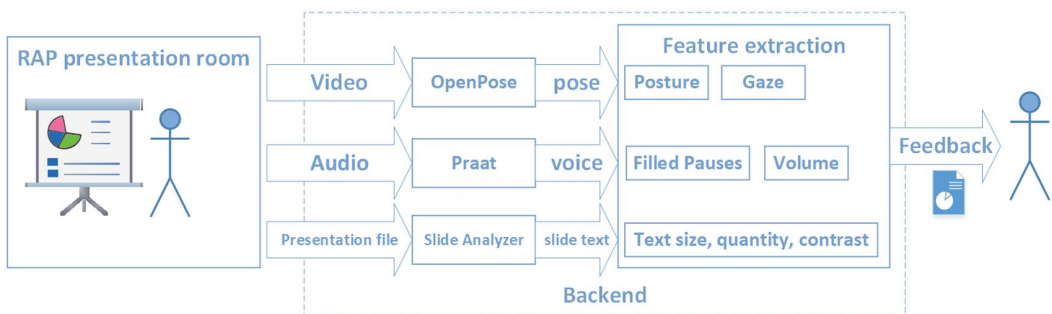 RAP presentation room
Video
OpenPose
pose
Audio
Praat
voice
Presentation file
Slide Analyzer
slide text
Feature extraction
Posture
Gaze
Filled Pauses
Volume
Text size, quantity, contrast
Feedback
Backend